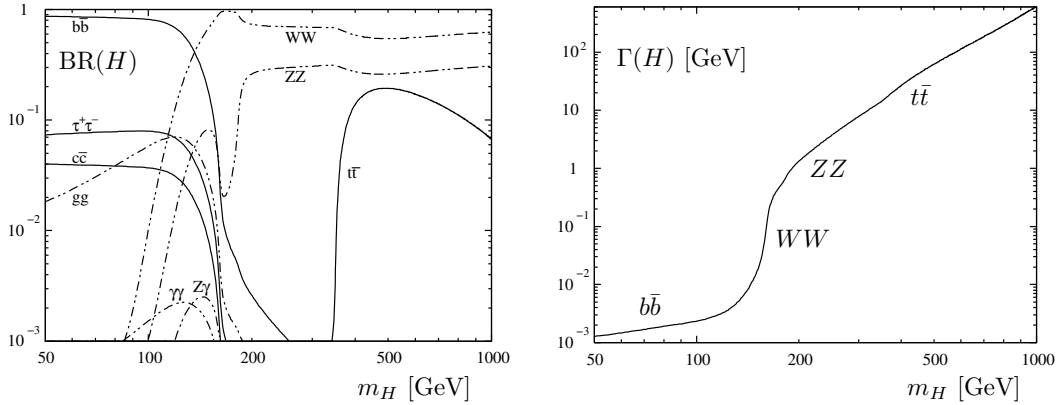 BR(H)
bb̄
τ⁺τ⁻
cc̄
gg
γγ
Zγ
WW
ZZ
tt̄
1
10⁻¹
10⁻²
10⁻³
50 100 200 500 1000
m_H [GeV]
Γ(H) [GeV]
bb̄
WW
ZZ
tt̄
10²
10
1
10⁻¹
10⁻²
10⁻³
50 100 200 500 1000
m_H [GeV]